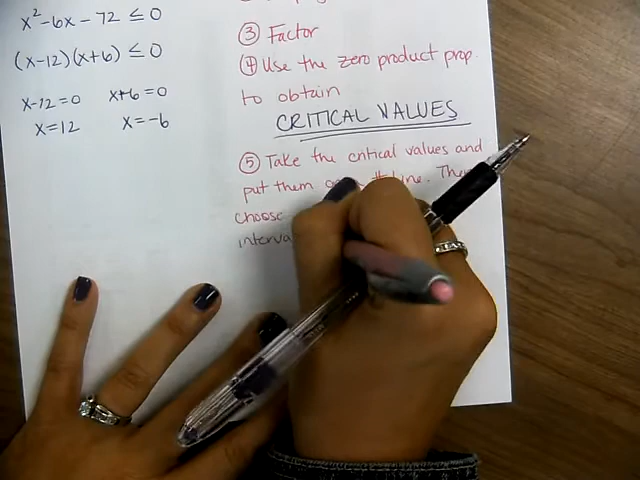 x² - 6x - 72 ≤ 0
(x-12)(x+6) ≤ 0
x-12=0 x+6=0
x=12 x=-6
③ Factor
④ Use the zero product prop.
to obtain
CRITICAL VALUES
⑤ Take the critical values and
put them line.
choose